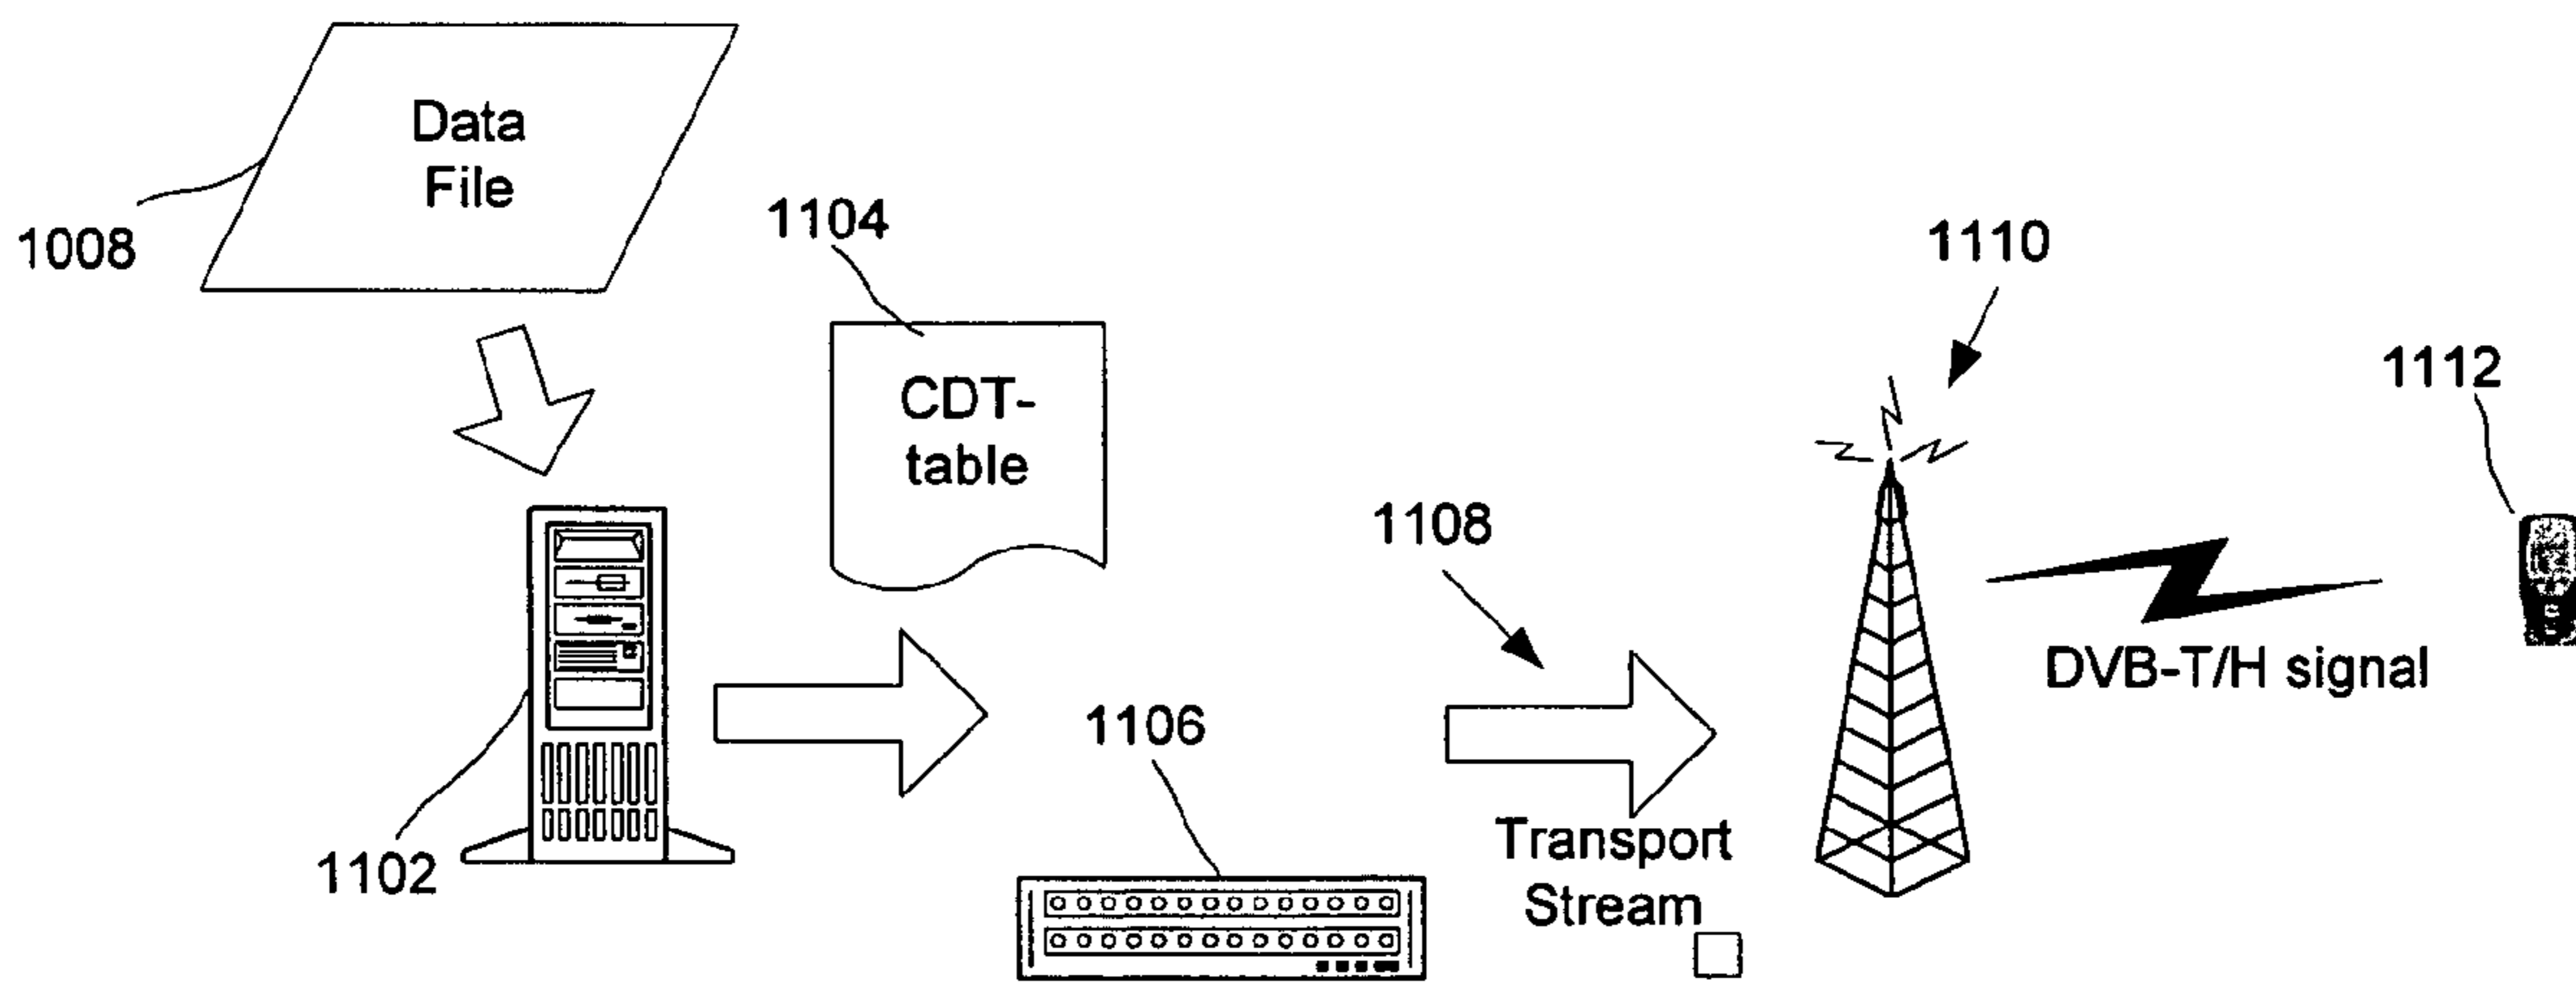 Data
File
1008
1104
CDT-
table
1102
1106
1108
Transport
Stream
1110
DVB-T/H signal
1112